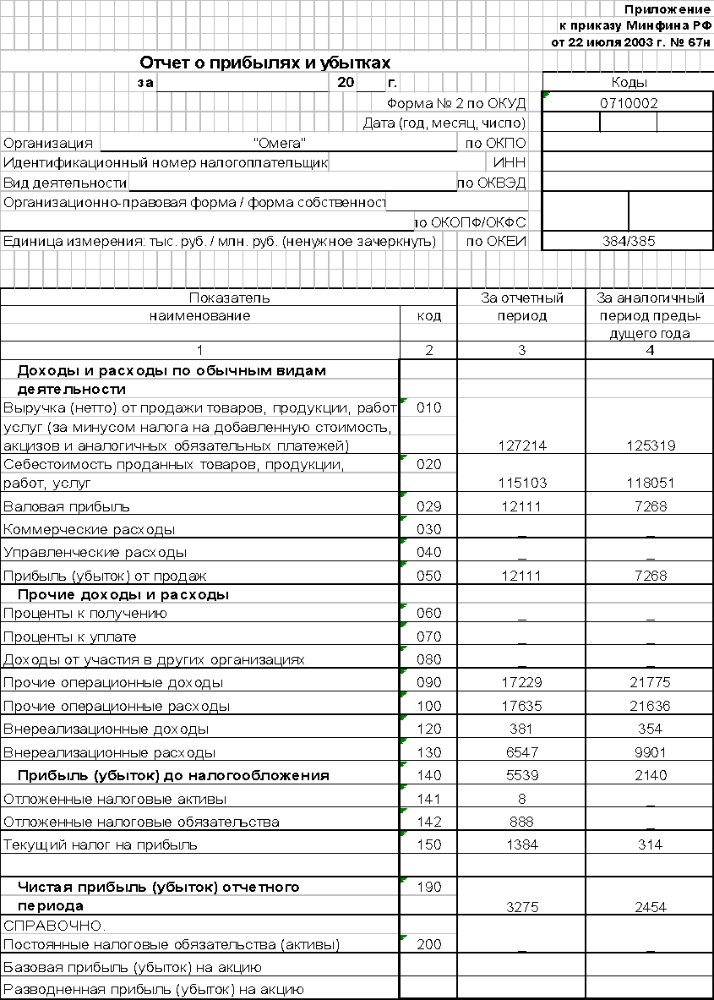 Приложение
к приказу Минфина РФ
от 22 июля 2003 г. № 67н
Отчет о прибылях и убытках
за 20 г.
Коды
Форма № 2 по ОКУД 0710002
Дата (год, месяц, число)
Организация "Омега" по ОКПО
Идентификационный номер налогоплательщик ИНН
Вид деятельности по ОКВЭД
Организационно-правовая форма / форма собственност
по ОКОПФ/ОКФС
Единица измерения: тыс. руб. / млн. руб. (ненужное зачеркнуть) по ОКЕИ 384/385
Показатель За отчетный За аналогичный
наименование код период период преды-
дущего года
1 2 3 4
Доходы и расходы по обычным видам
деятельности
Выручка (нетто) от продажи товаров, продукции, работ 010
услуг (за минусом налога на добавленную стоимость,
акцизов и аналогичных обязательных платежей) 127214 125319
Себестоимость проданных товаров, продукции, 020
работ, услуг 115103 118051
Валовая прибыль 029 12111 7268
Коммерческие расходы 030 _ _
Управленческие расходы 040 _ _
Прибыль (убыток) от продаж 050 12111 7268
Прочие доходы и расходы
Проценты к получению 060 _ _
Проценты к уплате 070 _ _
Доходы от участия в других организациях 080 _ _
Прочие операционные доходы 090 17229 21775
Прочие операционные расходы 100 17635 21636
Внереализационные доходы 120 381 354
Внереализационные расходы 130 6547 9901
Прибыль (убыток) до налогообложения 140 5539 2140
Отложенные налоговые активы 141 8 _
Отложенные налоговые обязательства 142 888 _
Текущий налог на прибыль 150 1384 314
Чистая прибыль (убыток) отчетного 190
периода 3275 2454
СПРАВОЧНО.
Постоянные налоговые обязательства (активы) 200 _ _
Базовая прибыль (убыток) на акцию
Разводненная прибыль (убыток) на акцию